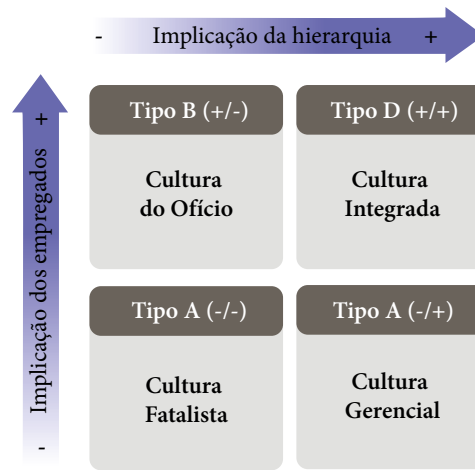 - Implicação da hierarquia +
Implicação dos empregados
+
-
Tipo B (+/-)
Cultura
do Ofício
Tipo D (+/+)
Cultura
Integrada
Tipo A (-/-)
Cultura
Fatalista
Tipo A (-/+)
Cultura
Gerencial